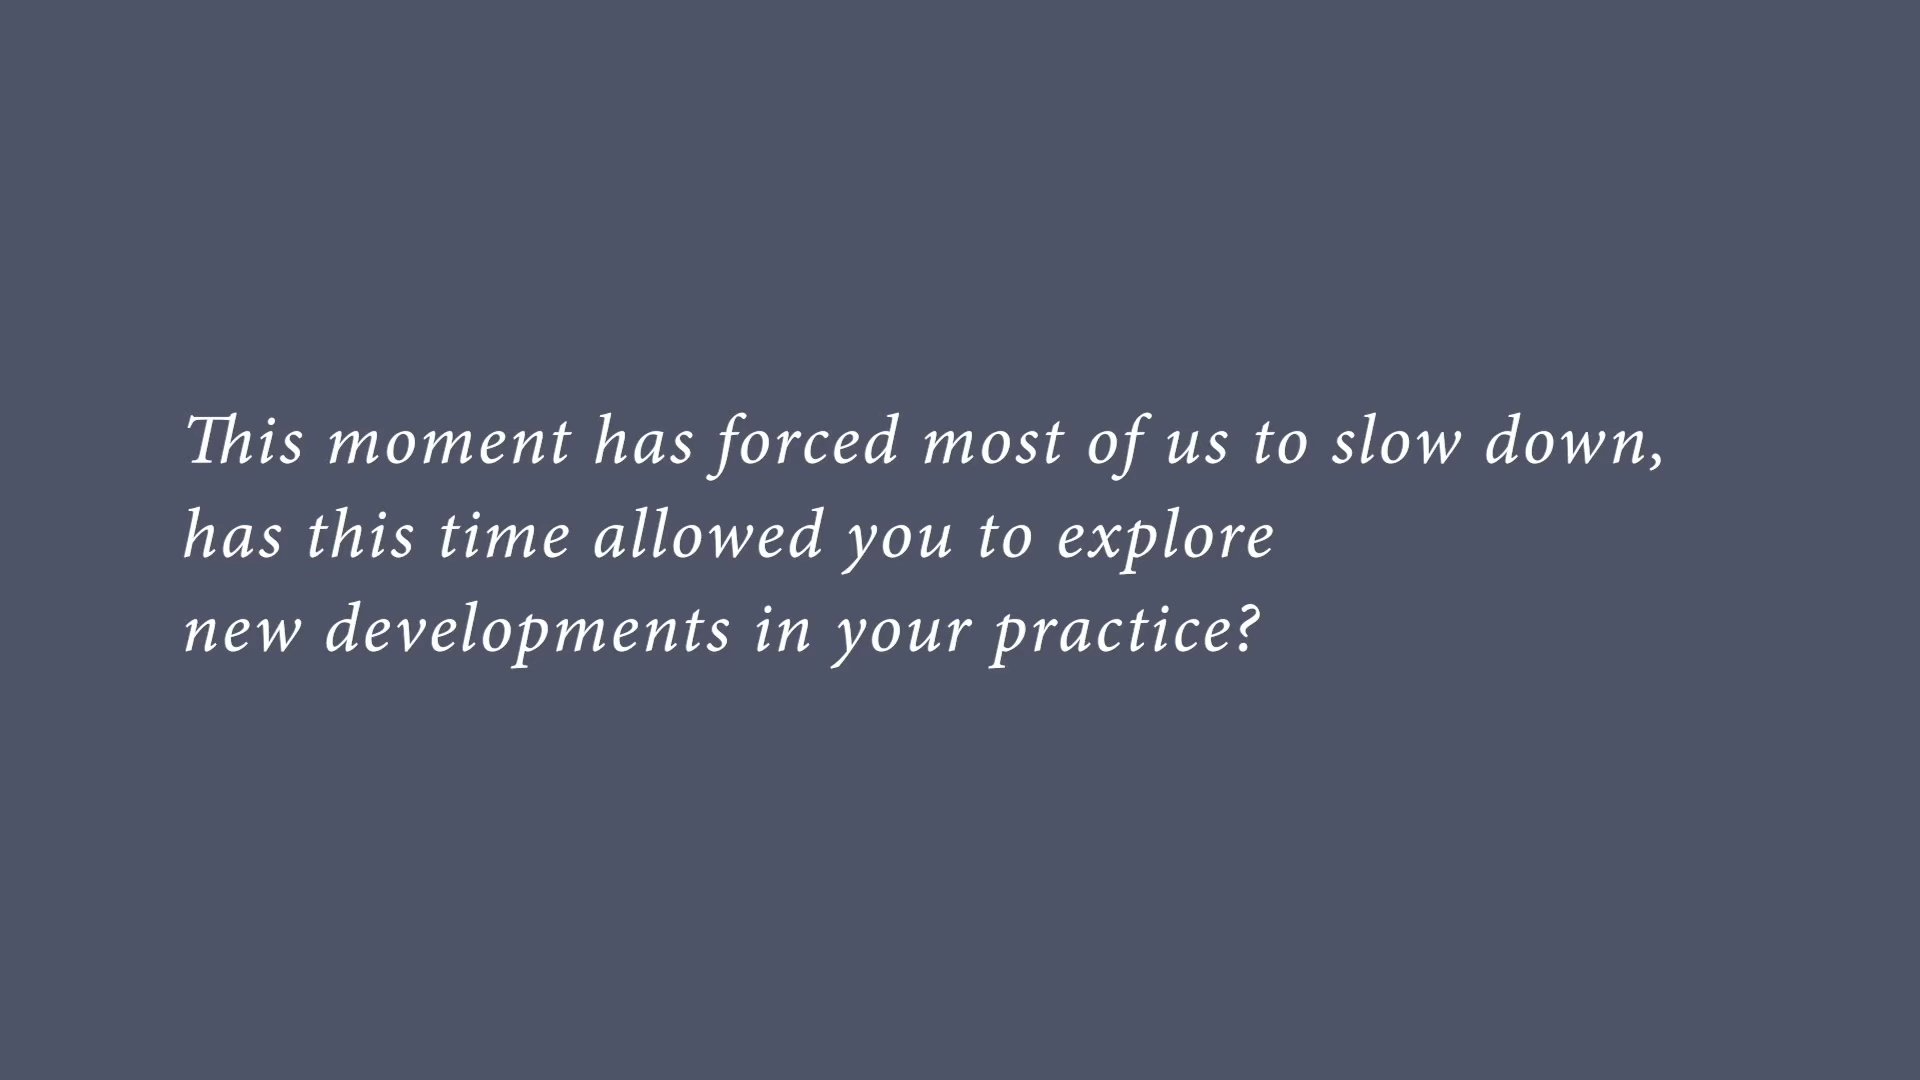 This moment has forced most of us to slow down,
has this time allowed you to explore
new developments in your practice?